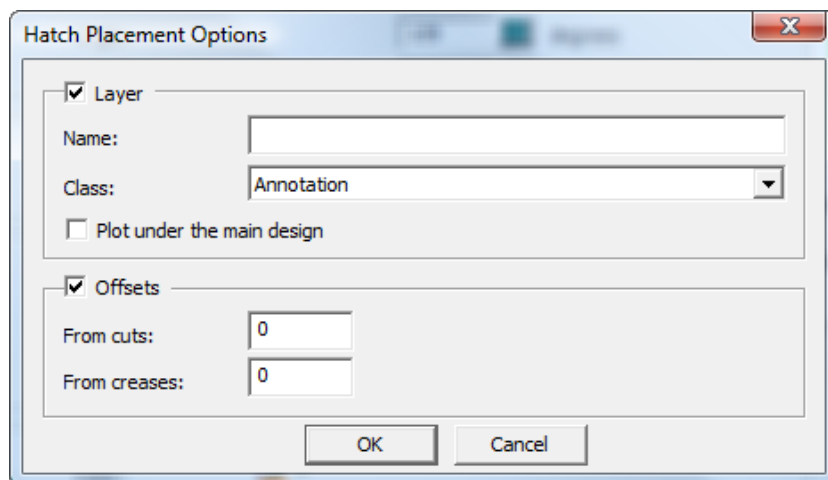 Hatch Placement Options
Layer
Name:
Class: Annotation
Plot under the main design
Offsets
From cuts: 0
From creases: 0
OK Cancel